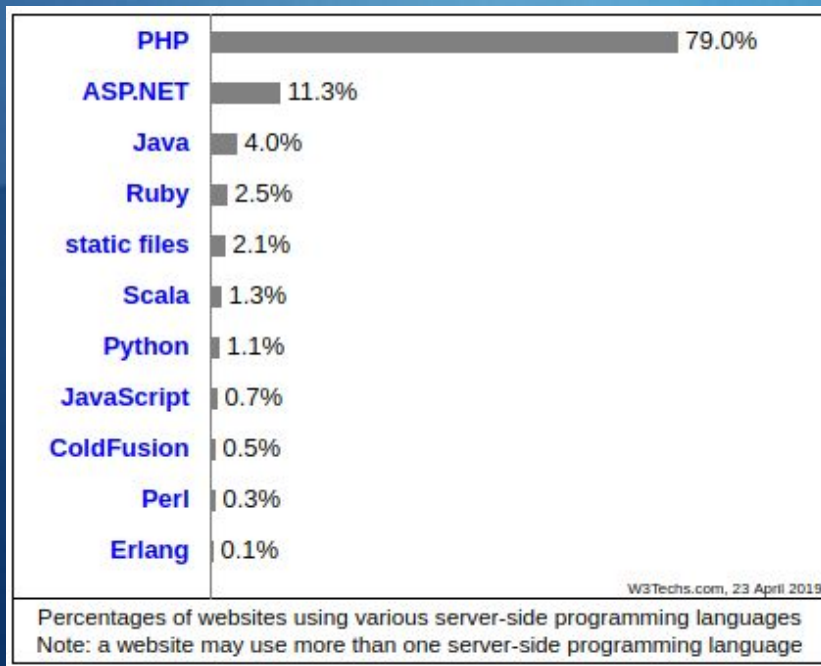 PHP 79.0%
ASP.NET 11.3%
Java 4.0%
Ruby 2.5%
static files 2.1%
Scala 1.3%
Python 1.1%
JavaScript 0.7%
ColdFusion 0.5%
Perl 0.3%
Erlang 0.1%
W3Techs.com, 23 April 2019
Percentages of websites using various server-side programming languages
Note: a website may use more than one server-side programming language